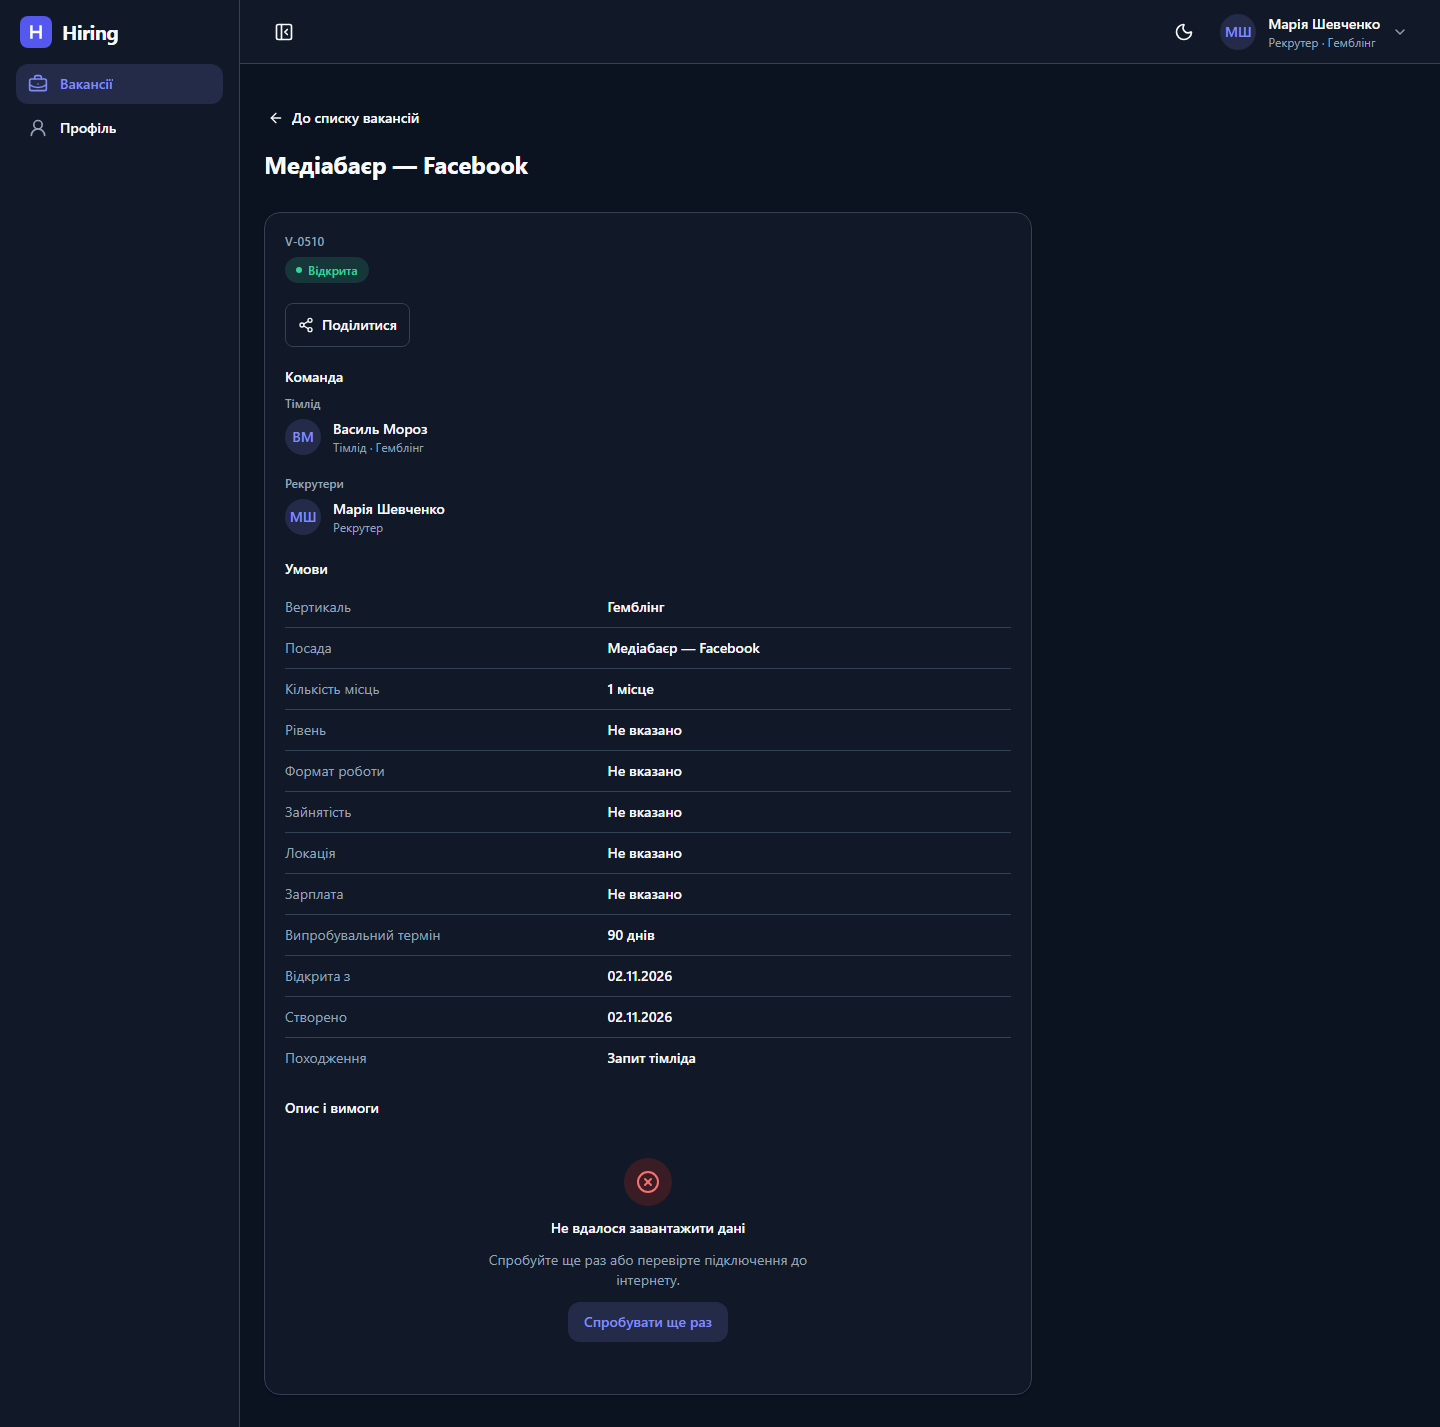 H Hiring
Вакансії
Профіль
МШ
Марія Шевченко
Рекрутер · Гемблінг
До списку вакансій
Медіабаєр — Facebook
V-0510
Відкрита
Поділитися
Команда
Тімлід
ВМ
Василь Мороз
Тімлід · Гемблінг
Рекрутери
МШ
Марія Шевченко
Рекрутер
Умови
Вертикаль Гемблінг
Посада Медіабаєр — Facebook
Кількість місць 1 місце
Рівень Не вказано
Формат роботи Не вказано
Зайнятість Не вказано
Локація Не вказано
Зарплата Не вказано
Випробувальний термін 90 днів
Відкрита з 02.11.2026
Створено 02.11.2026
Походження Запит тімліда
Опис і вимоги
Не вдалося завантажити дані
Спробуйте ще раз або перевірте підключення до
інтернету.
Спробувати ще раз